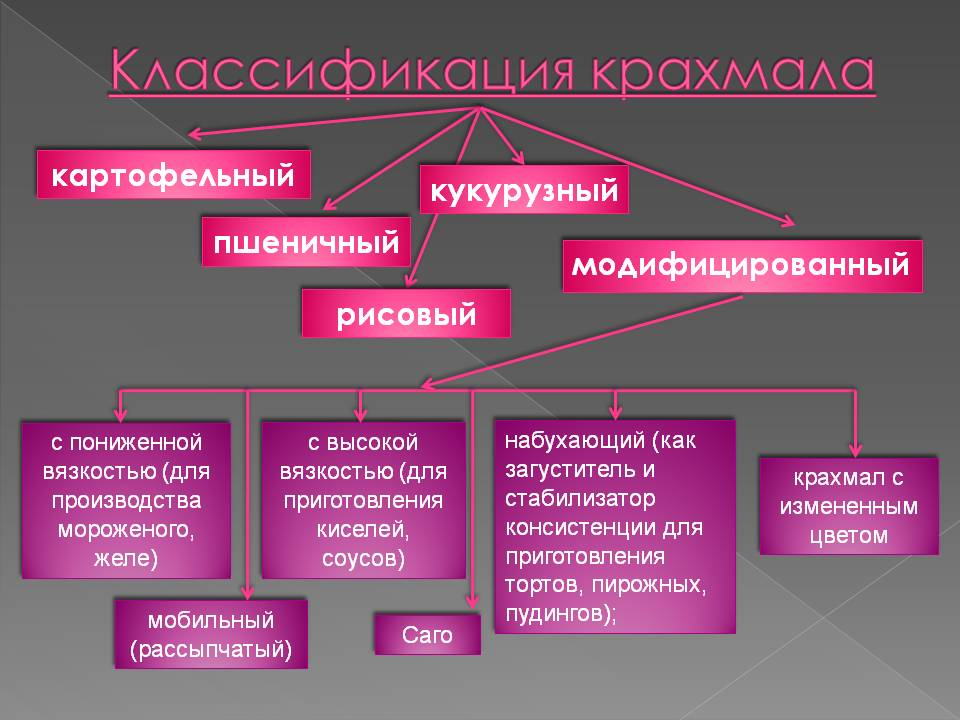 Классификация крахмала
картофельный
кукурузный
пшеничный
модифицированный
рисовый
с пониженной
вязкостью (для
производства
мороженого,
желе)
с высокой
вязкостью (для
приготовления
киселей,
соусов)
набухающий (как
загуститель и
стабилизатор
консистенции для
приготовления
тортов, пирожных,
пудингов);
крахмал с
измененным
цветом
мобильный
(рассыпчатый)
Саго